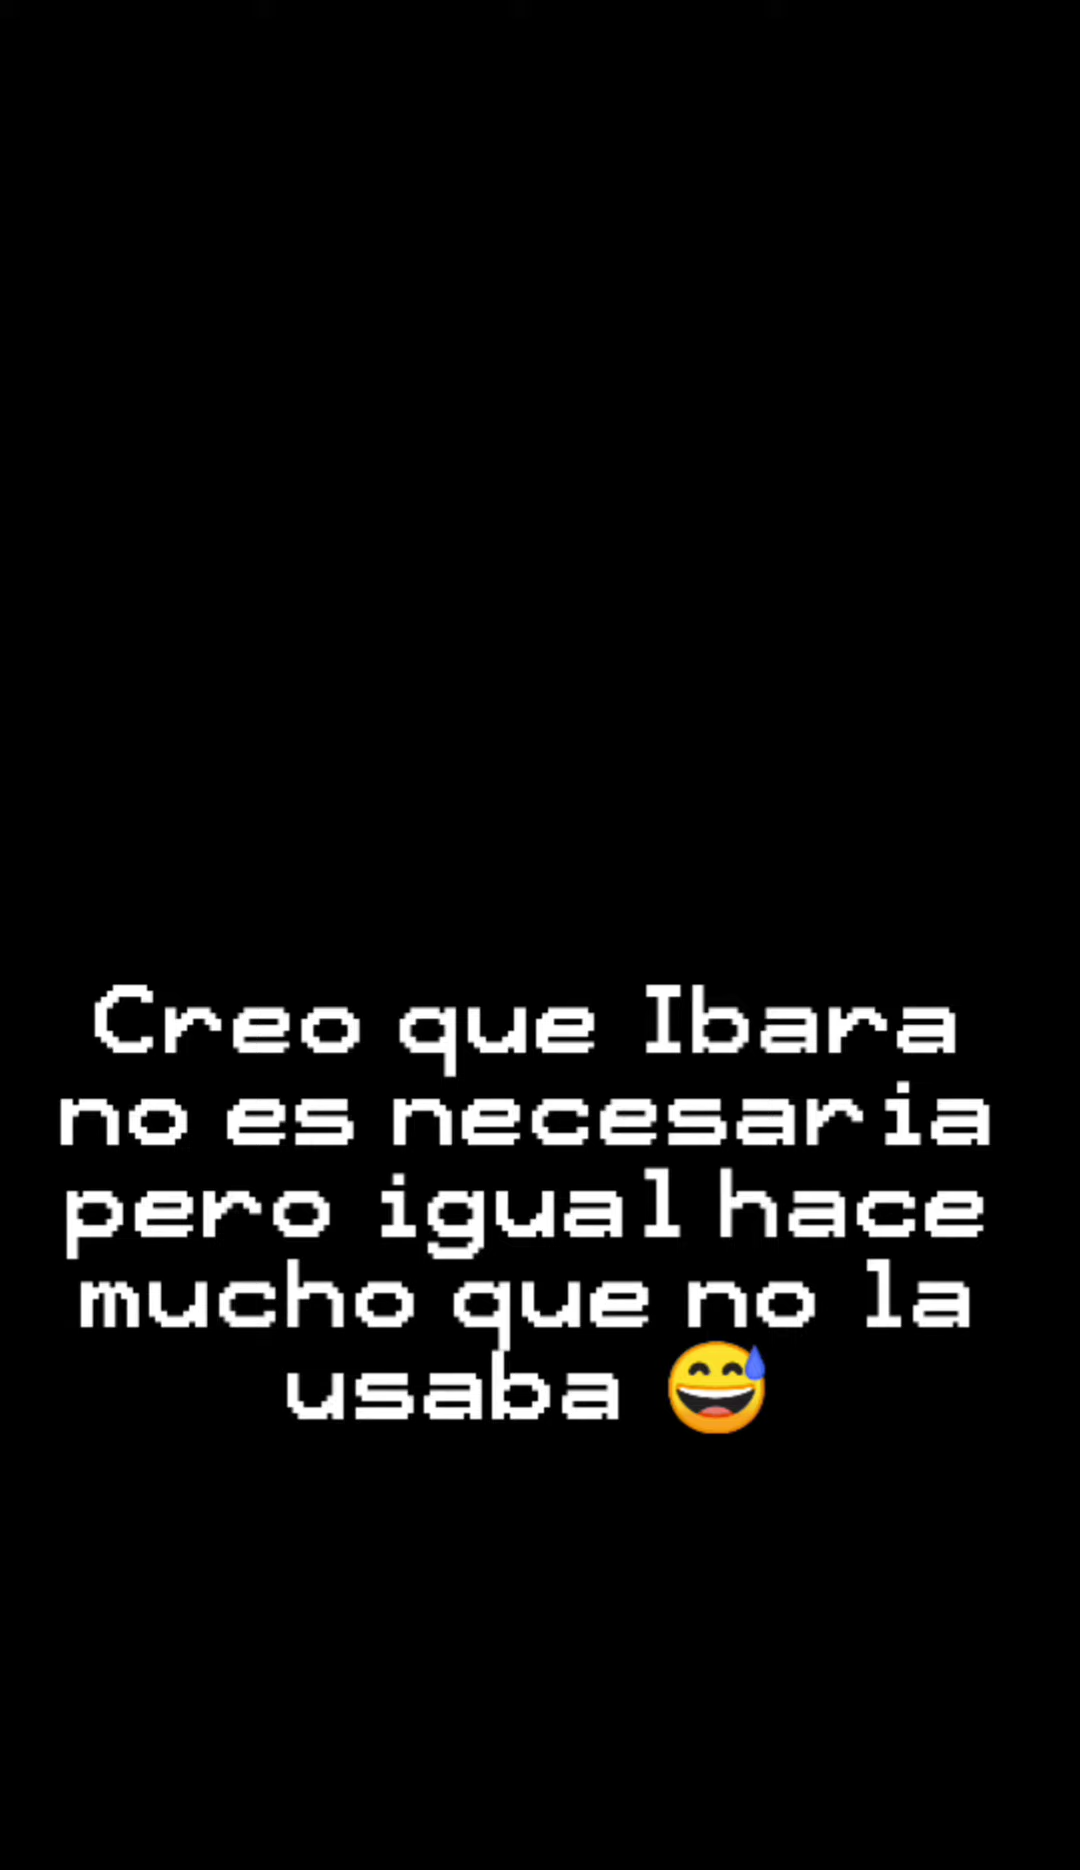 Creo que Ibara
no es necesaria
pero igual hace
mucho que no la
usaba 😅